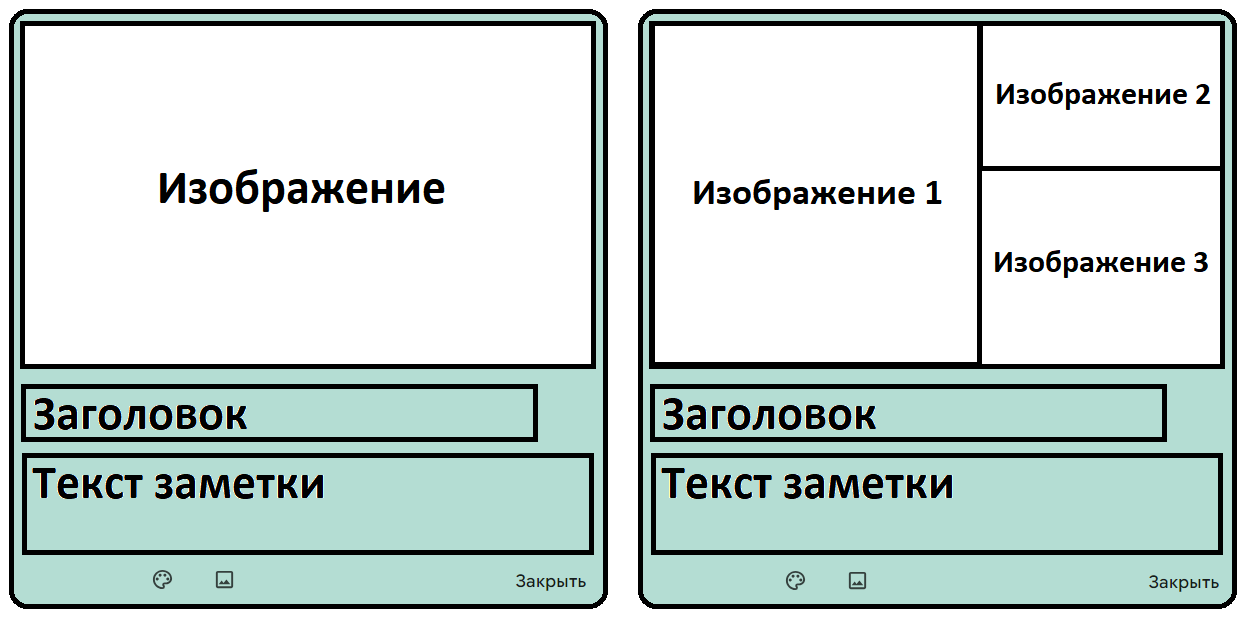 Изображение
Заголовок
Текст заметки
Закрыть
Изображение 1
Изображение 2
Изображение 3
Заголовок
Текст заметки
Закрыть